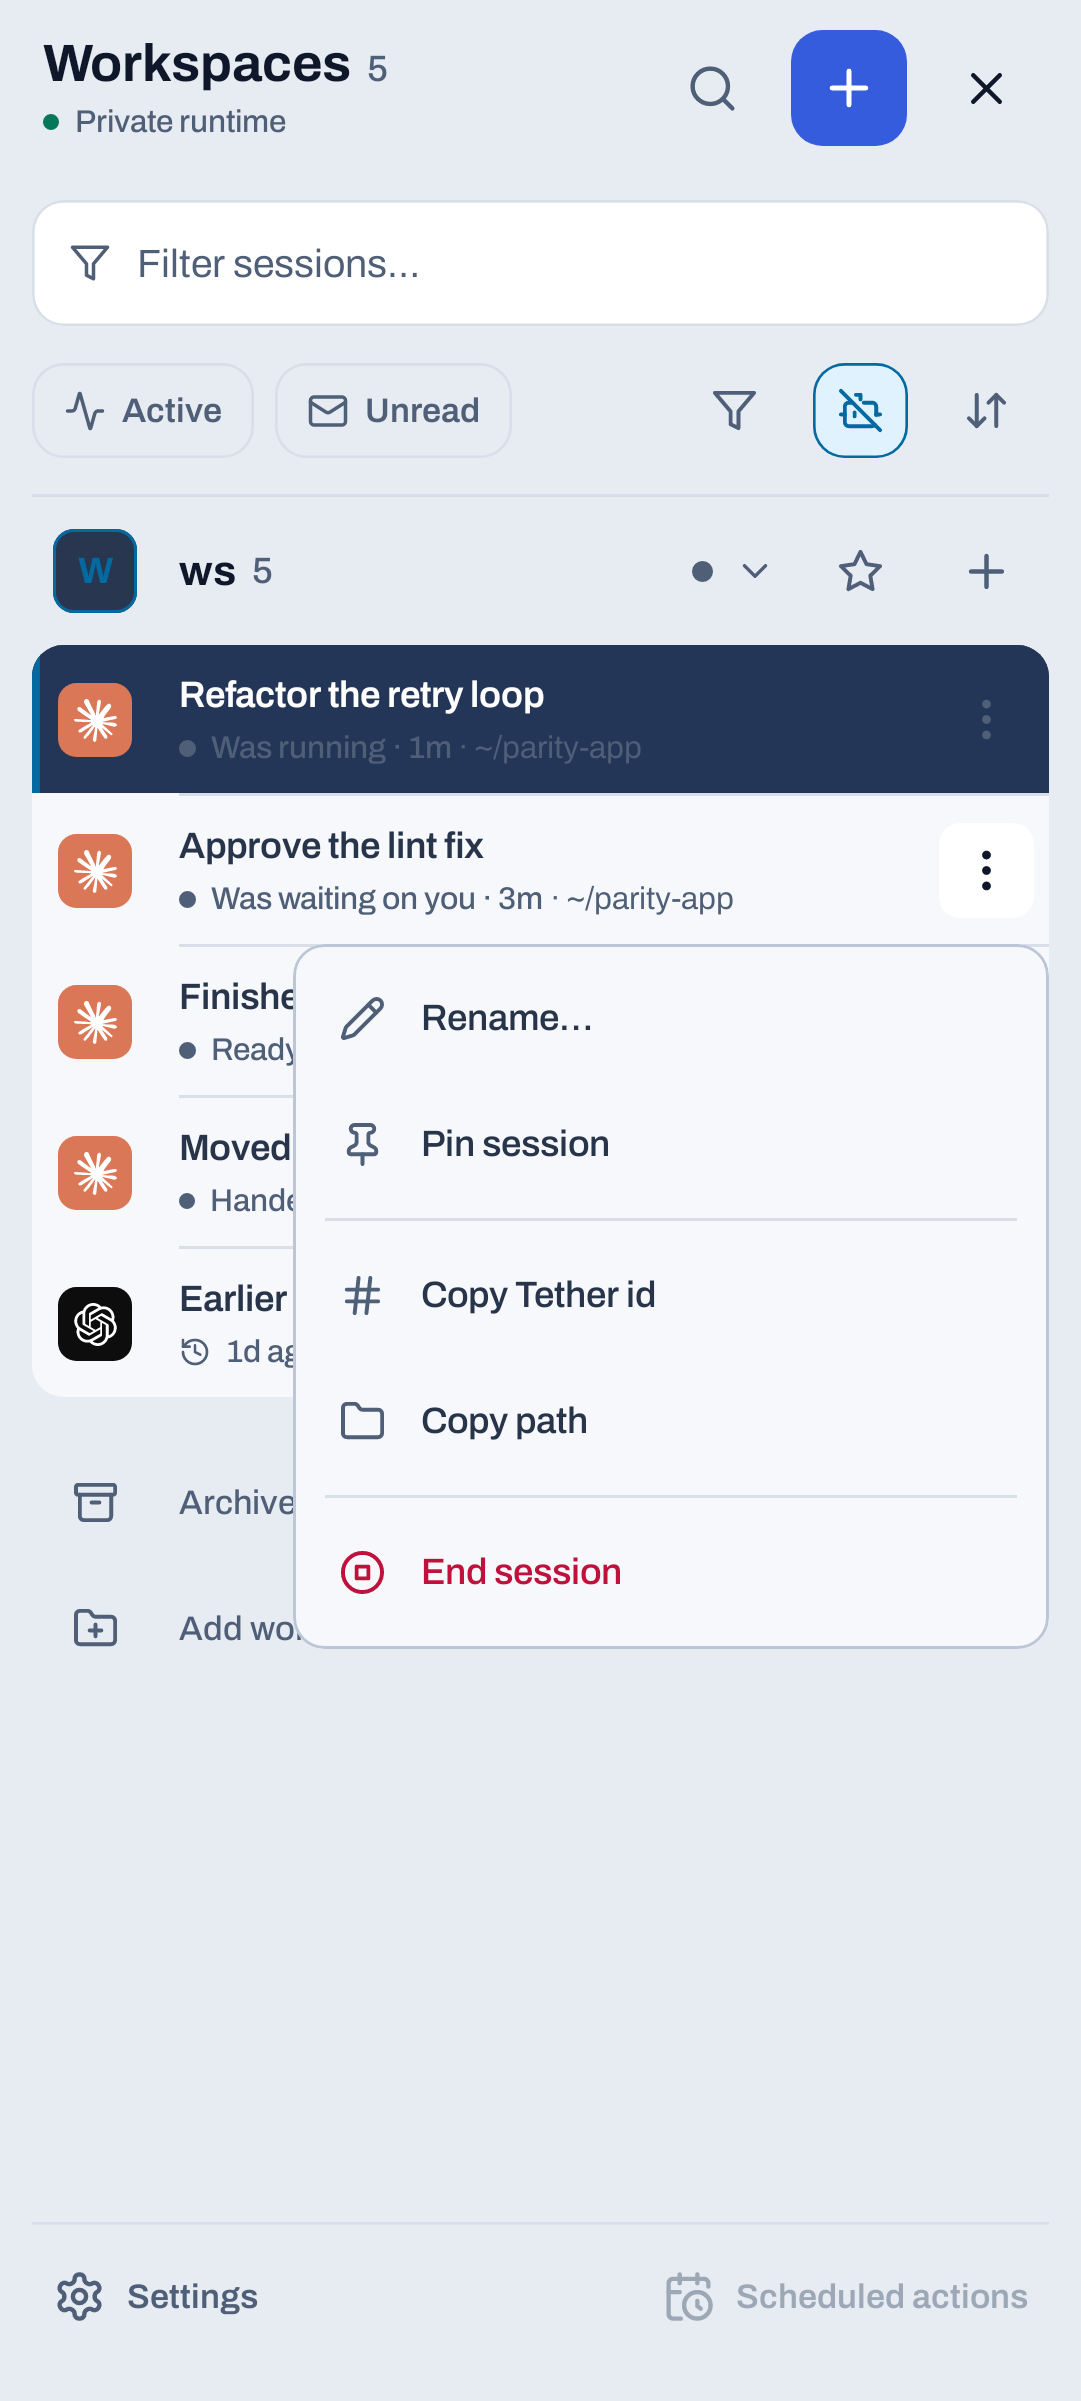 Workspaces 5
Private runtime
Filter sessions...
Active
Unread
W
ws 5
Refactor the retry loop
Was running · 1m · ~/parity-app
Approve the lint fix
Was waiting on you · 3m · ~/parity-app
Rename...
Pin session
Copy Tether id
Copy path
End session
Finishe
Ready
Moved
Hande
Earlier
1d ag
Archive
Add wor
Settings
Scheduled actions